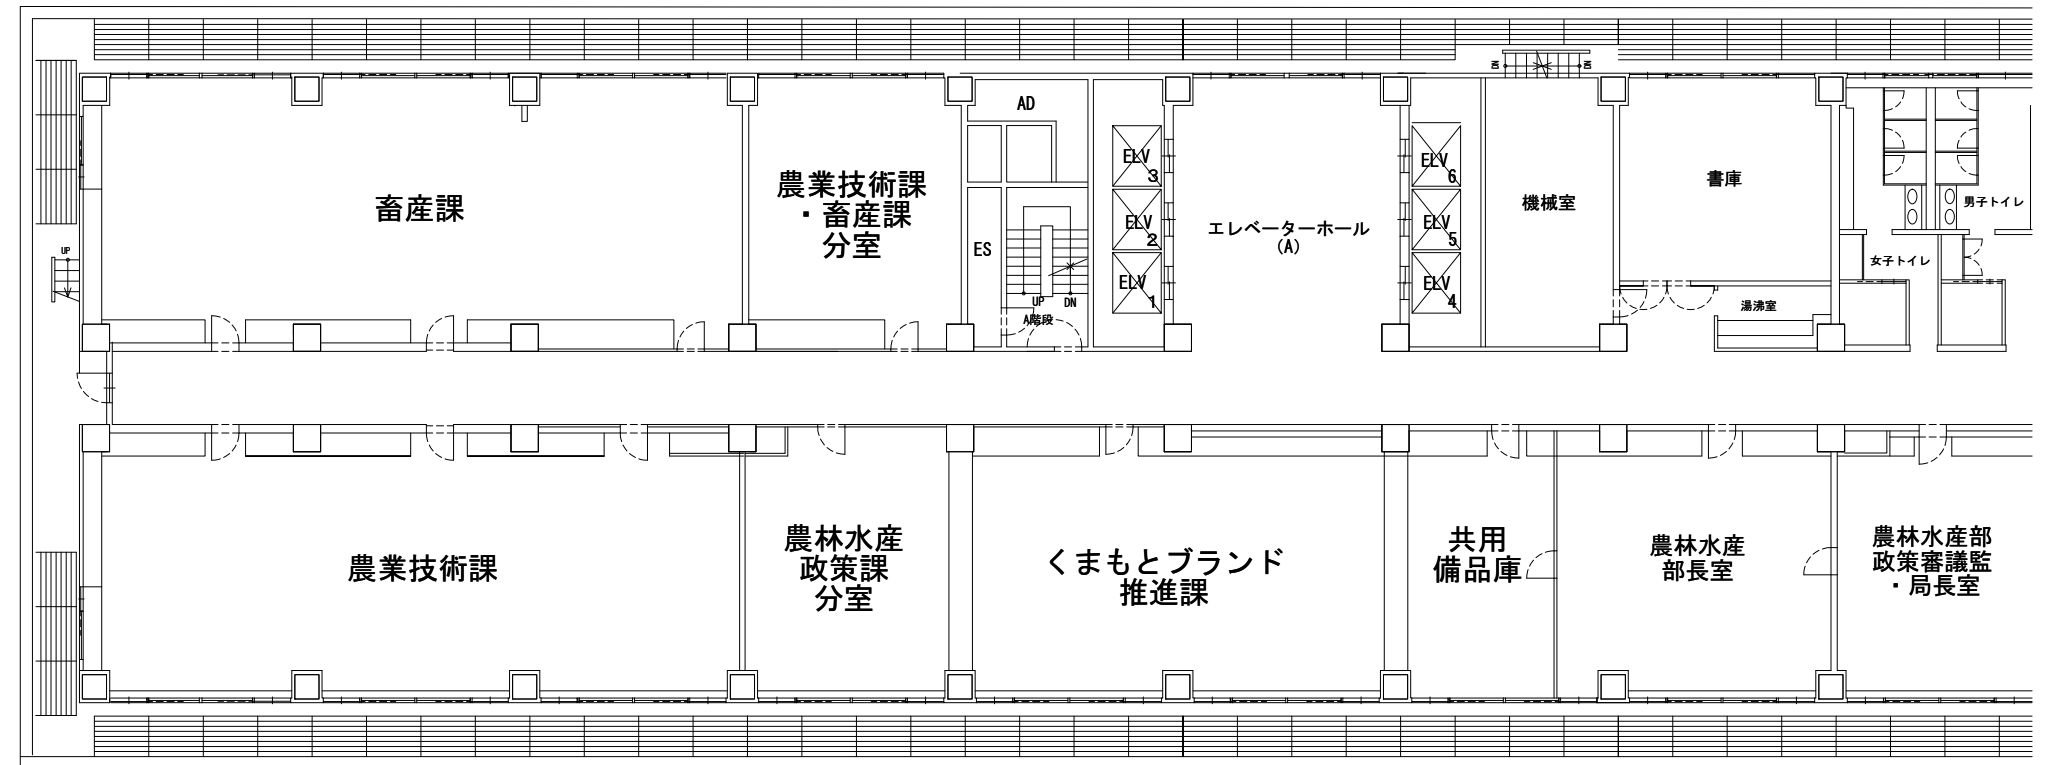 畜産課
農業技術課
・畜産課
分室
AD
ES
UP
DN
A階段
ELV
3
ELV
2
ELV
1
エレベーターホール
(A)
ELV
6
ELV
5
ELV
4
機械室
書庫
湯沸室
男子トイレ
女子トイレ
UP
農業技術課
農林水産
政策課
分室
くまもとブランド
推進課
共用
備品庫
農林水産
部長室
農林水産部
政策審議監
・局長室